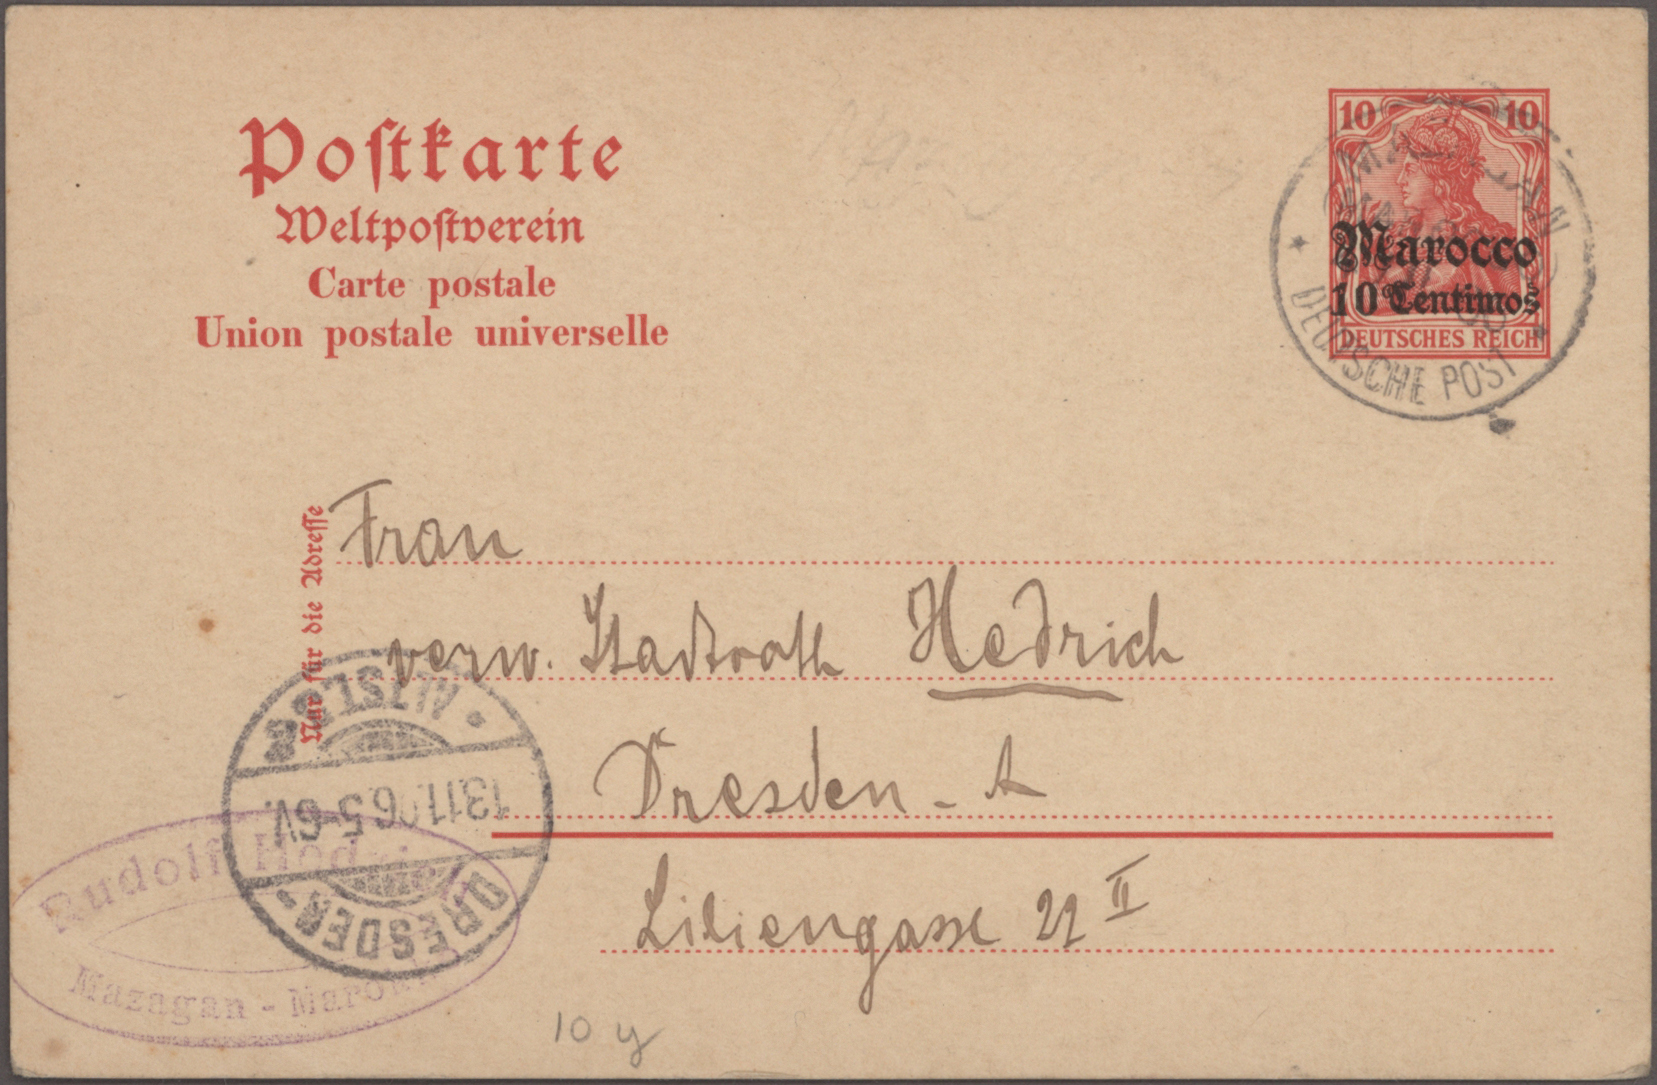 Postkarte
Weltpostverein
Carte postale
Union postale universelle
10 10
Marocco
10 Centimos
DEUTSCHES REICH
MAZAGAN
DEUTSCHE POST
Nur für die Adresse
Frau
verw. Stadtrath Hedrich
Dresden-A
Liliengasse 22 II
ALTST.
13.11.06.5-6V.
DRESDEN-
Rudolf Hedrich
Mazagan - Marokko
10 y